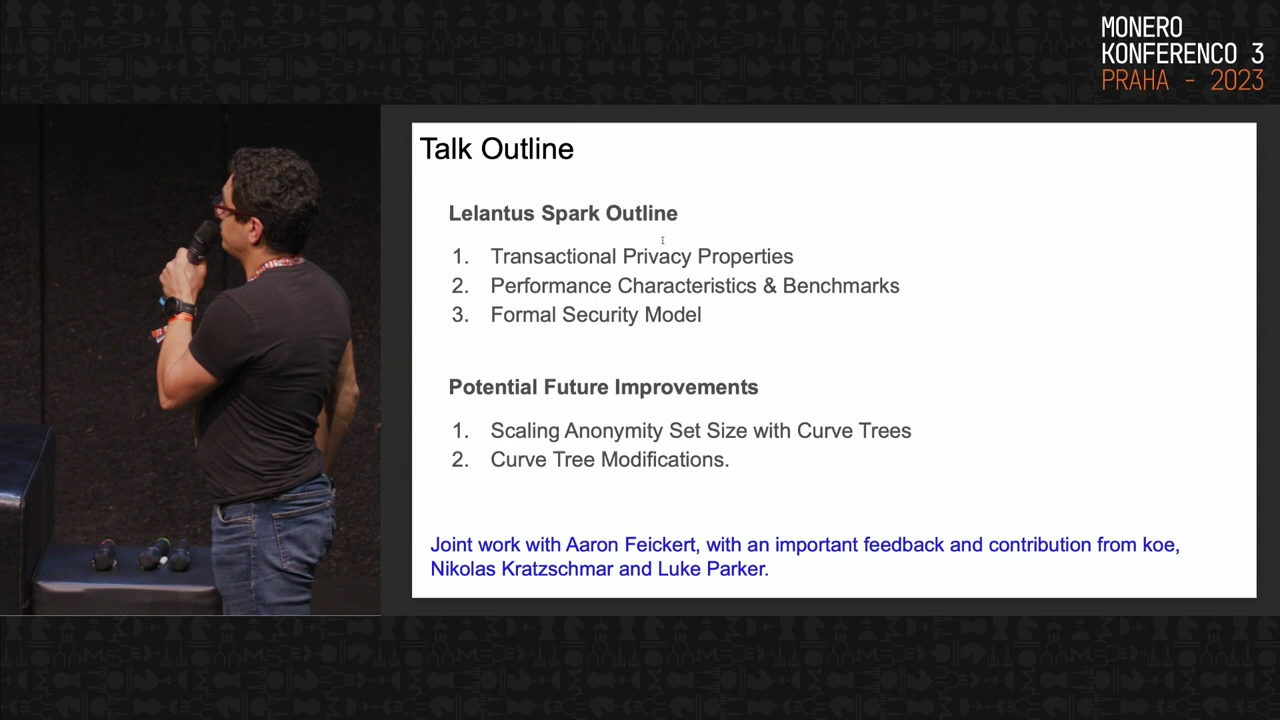 MONERO
KONFERENCO 3
PRAHA - 2023
Talk Outline
Lelantus Spark Outline
1. Transactional Privacy Properties
2. Performance Characteristics & Benchmarks
3. Formal Security Model
Potential Future Improvements
1. Scaling Anonymity Set Size with Curve Trees
2. Curve Tree Modifications.
Joint work with Aaron Feickert, with an important feedback and contribution from koe,
Nikolas Kratzschmar and Luke Parker.